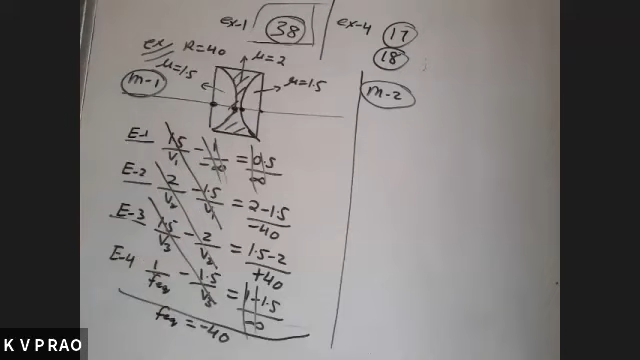 ex-1 38
ex-4 17
18
ex R=40
μ=2
μ=1.5
μ=1.5
m-1
m-2
E-1 1.5/V₁ - 1/-∞ = 0.5/∞
E-2 2/V₂ - 1.5/V₁ = 2-1.5/-40
E-3 1.5/V₃ - 2/V₂ = 1.5-2/+40
E-4 1/feq - 1.5/V₃ = 1-1.5/-∞
feq = -40
K V P RAO